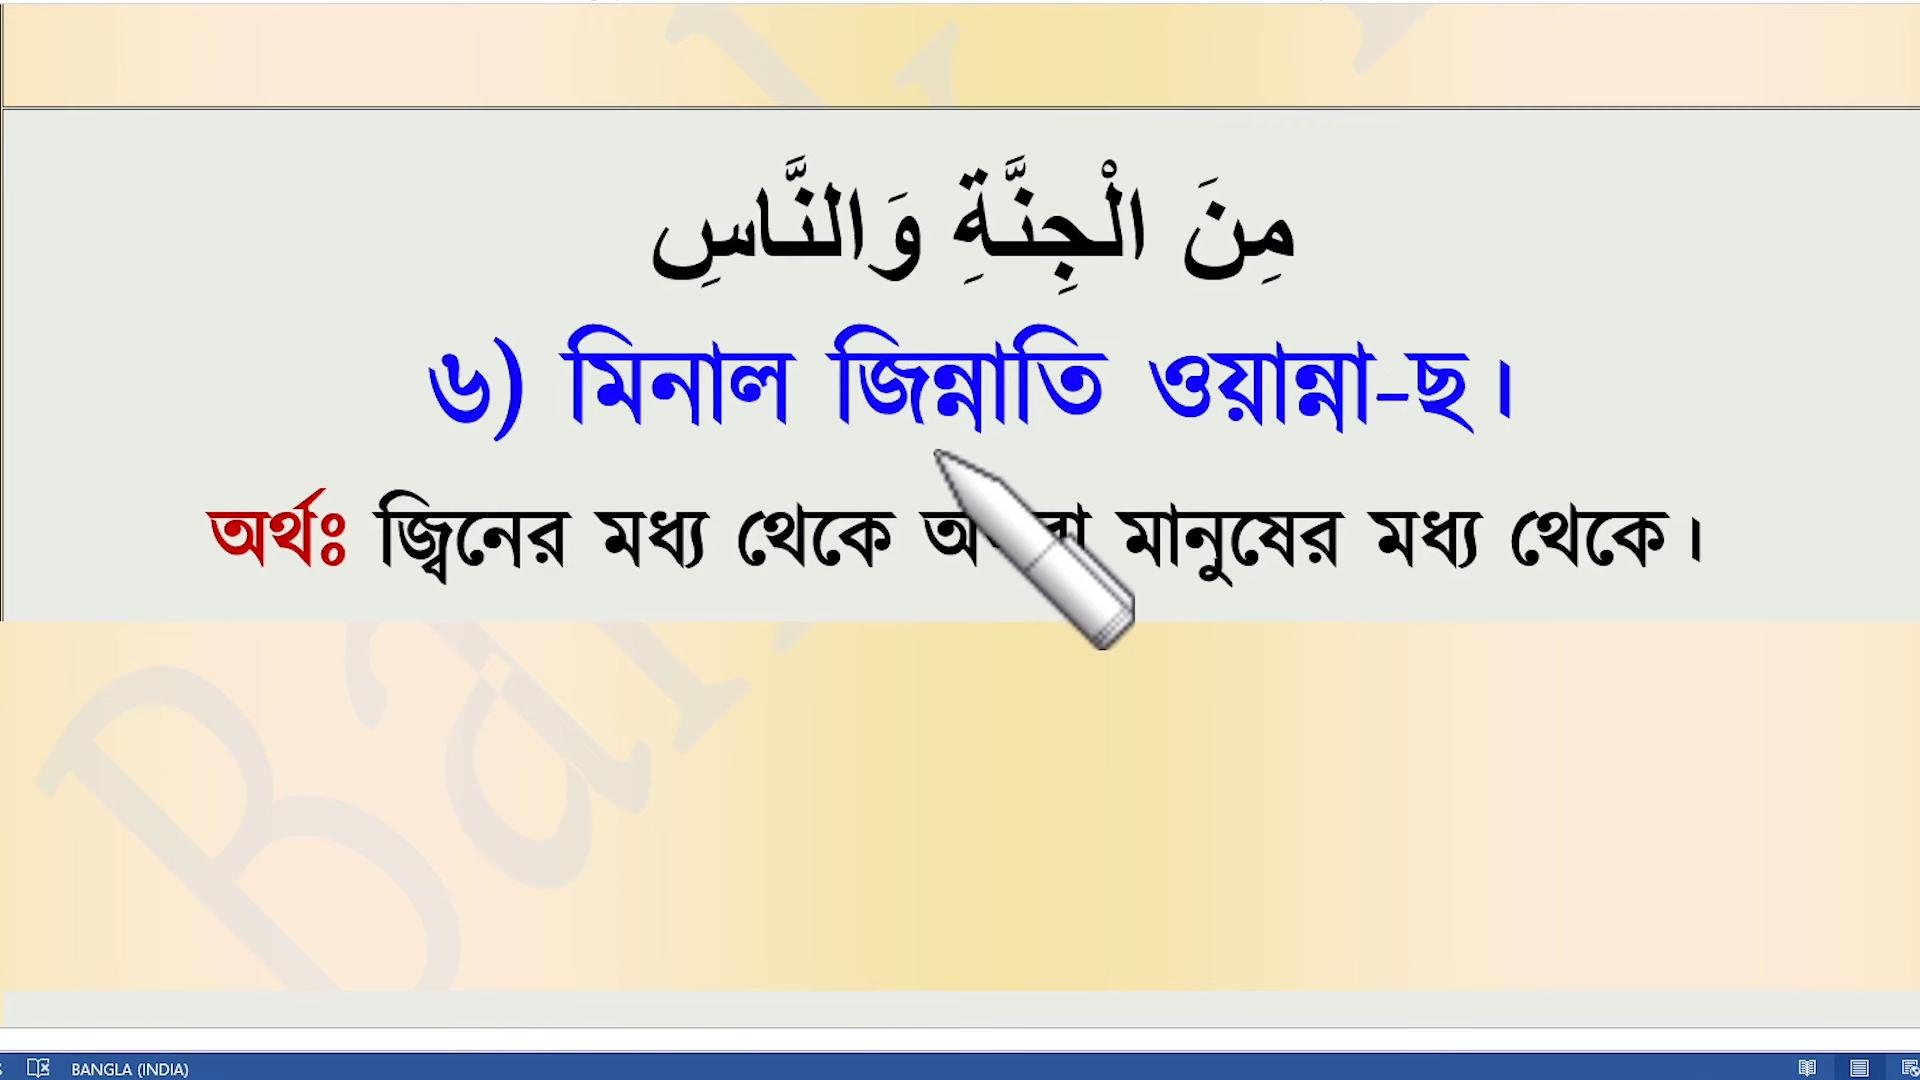 مِنَ الْجِنَّةِ وَالنَّاسِ
৬) মিনাল জিন্নাতি ওয়ান্না-ছ।
অর্থঃ জ্বিনের মধ্য থেকে মানুষের মধ্য থেকে।
BANGLA (INDIA)